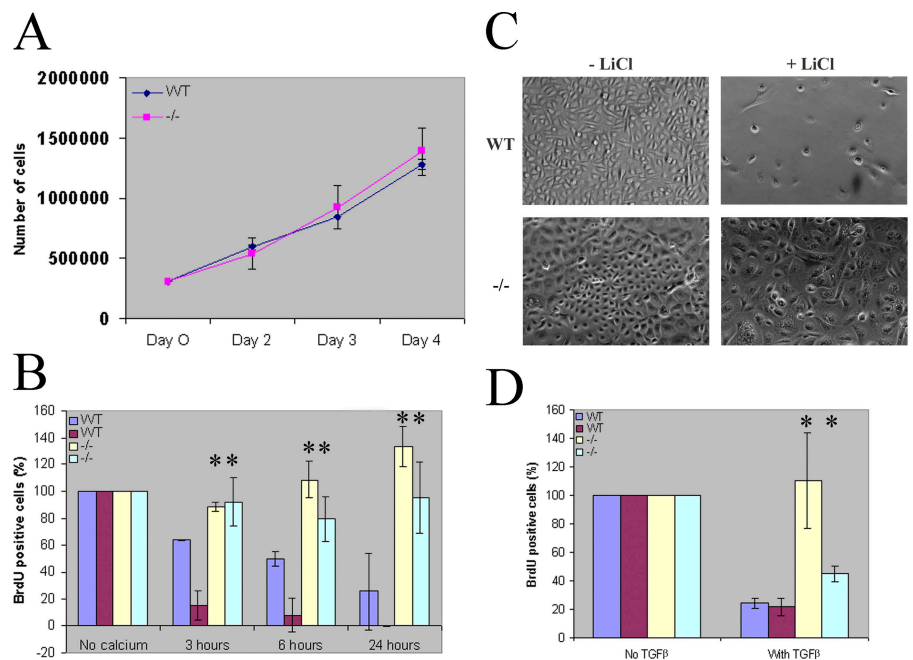 A
2000000
1500000
1000000
500000
0
Number of cells
WT
-/-
Day O
Day 2
Day 3
Day 4
C
- LiCl
+ LiCl
WT
-/-
B
160
140
120
100
80
60
40
20
0
-20
BrdU positive cells (%)
WT
WT
-/-
-/-
* *
* *
* *
No calcium
3 hours
6 hours
24 hours
D
160
140
120
100
80
60
40
20
0
BrdU positive cells (%)
WT
WT
-/-
-/-
* *
No TGFβ
With TGFβ